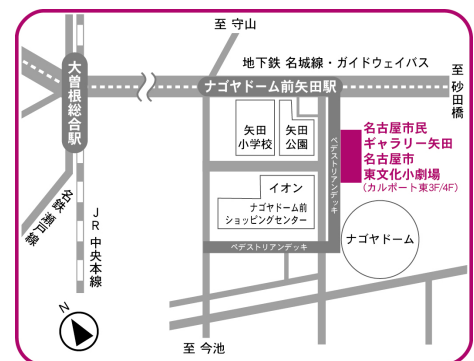 至 守山
地下鉄 名城線・ガイドウェイバス
至 砂田橋
大曽根総合駅
ナゴヤドーム前矢田駅
矢田
小学校
矢田
公園
ペデストリアンデッキ
名古屋市民
ギャラリー矢田
名古屋市
東文化小劇場
(カルポート東3F/4F)
イオン
ナゴヤドーム前
ショッピングセンター
ナゴヤドーム
ペデストリアンデッキ
名鉄 瀬戸線
JR 中央本線
N
至 今池